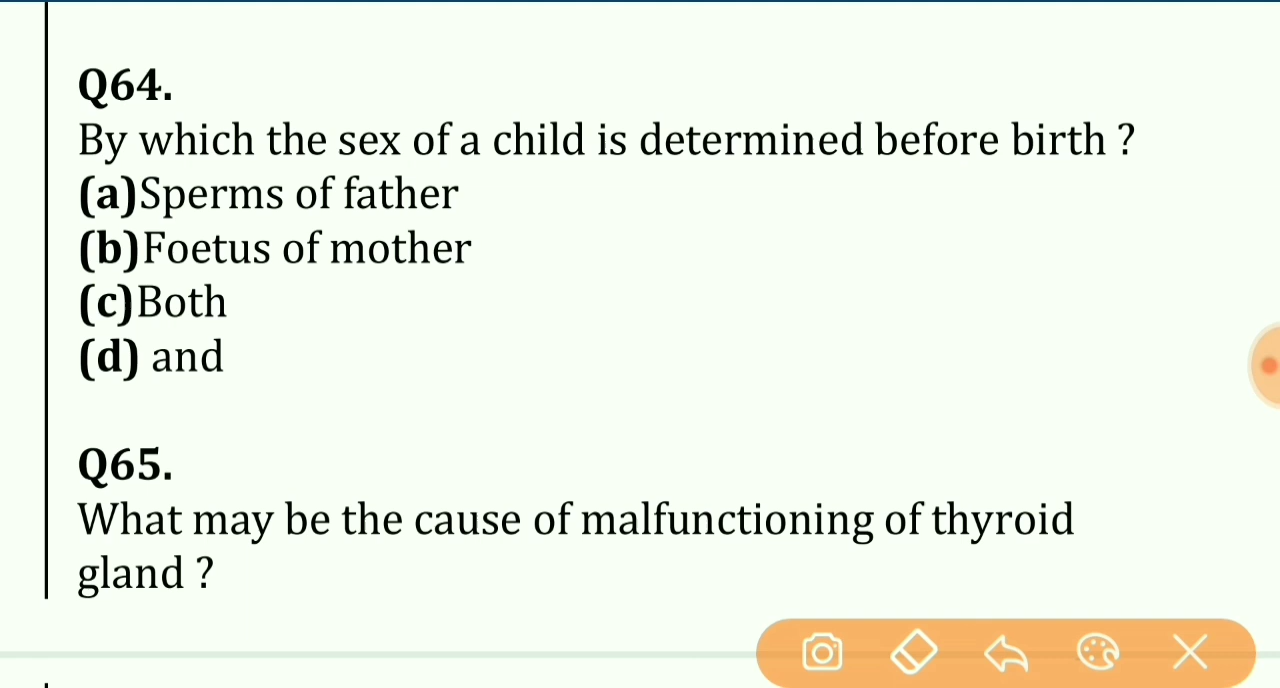 Q64.
By which the sex of a child is determined before birth ?
(a)Sperms of father
(b)Foetus of mother
(c)Both
(d) and
Q65.
What may be the cause of malfunctioning of thyroid
gland ?